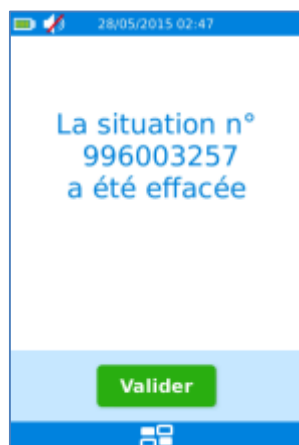 28/05/2015 02:47
La situation n°
996003257
a été effacée
Valider